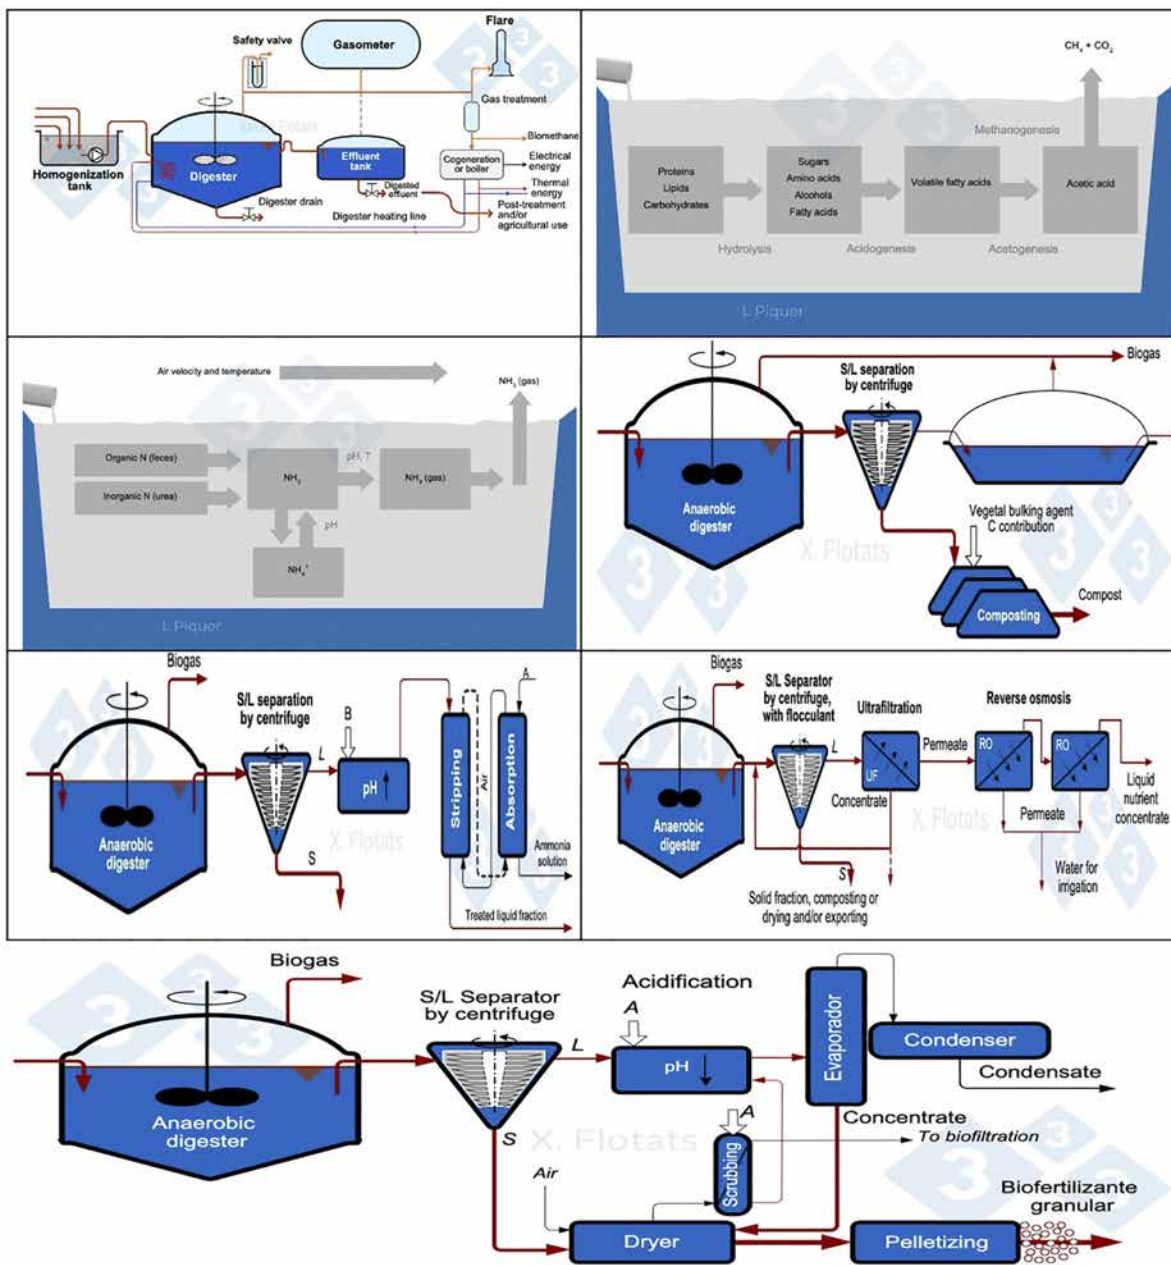 Flare
Safety valve
Gasometer
Gas treatment
Biomethane
Homogenization
tank
Digester
Effluent
tank
Cogeneration
or boiler
Electrical
energy
Thermal
energy
Digested
effluent
Digester drain
Digester heating line
Post-treatment
and/or
agricultural use
CH4 + CO2
Methanogenesis
Proteins
Lipids
Carbohydrates
Sugars
Amino acids
Alcohols
Fatty acids
Volatile fatty acids
Acetic acid
Hydrolysis
Acidogenesis
Acetogenesis
L Piquer
Air velocity and temperature
NH3 (gas)
Organic N (feces)
Inorganic N (urea)
NH3
pH, T
NH3 (gas)
pH
NH4+
L Piquer
Biogas
S/L separation
by centrifuge
Anaerobic
digester
Vegetal bulking agent
C contribution
X. Flotats
Composting
Compost
Biogas
S/L separation
by centrifuge
B
L
pH
A
Stripping
Air
Absorption
Anaerobic
digester
X. Flotats
S
Ammonia
solution
Treated liquid fraction
Biogas
S/L Separator
by centrifuge,
with flocculant
Ultrafiltration
Reverse osmosis
L
UF
Permeate
RO
RO
Concentrate
Permeate
Liquid
nutrient
concentrate
Anaerobic
digester
X. Flotats
S
Water for
irrigation
Solid fraction, composting or
drying and/or exporting
Biogas
S/L Separator
by centrifuge
Acidification
A
L
pH
Evaporador
Condenser
Condensate
Anaerobic
digester
X. Flotats
S
A
Concentrate
To biofiltration
Air
Scrubbing
Dryer
Pelletizing
Biofertilizante
granular